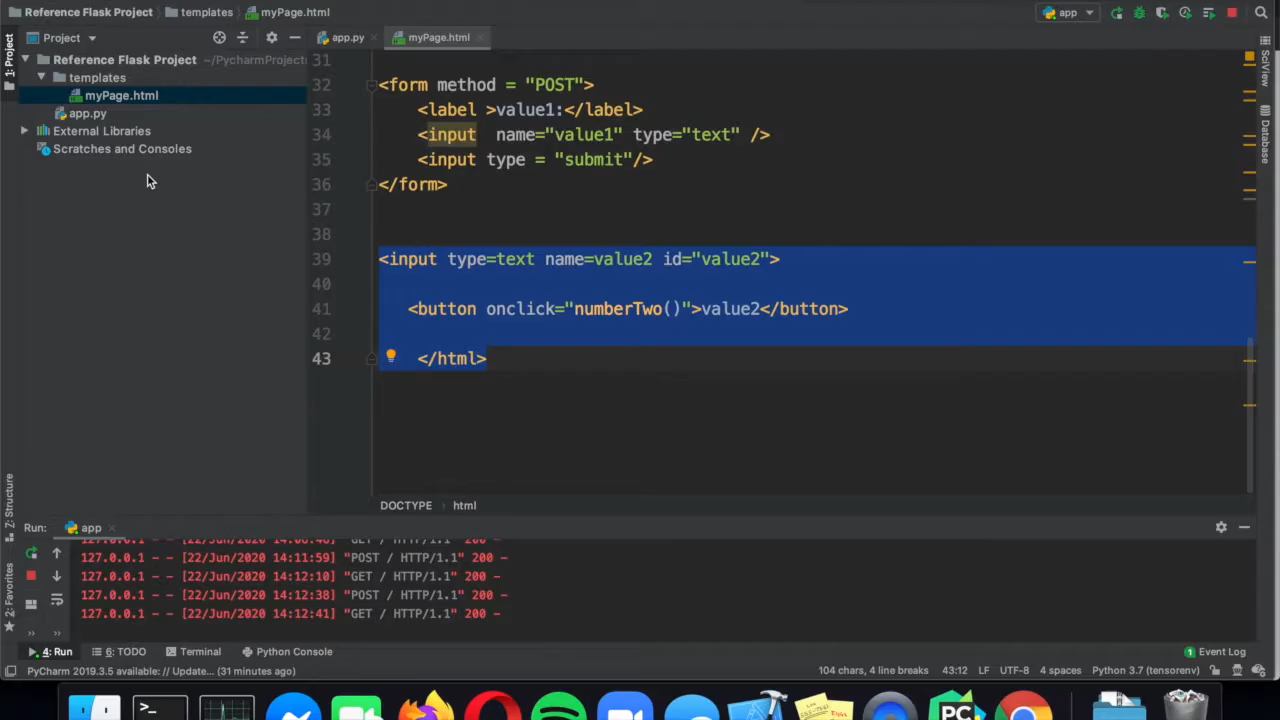 Reference Flask Project templates myPage.html
app
Project
app.py
myPage.html
1: Project
SciView
Database
Reference Flask Project ~/PycharmProject
templates
myPage.html
app.py
External Libraries
Scratches and Consoles
31
32 <form method = "POST">
33 <label >value1:</label>
34 <input name="value1" type="text" />
35 <input type = "submit"/>
36 </form>
37
38
39 <input type=text name=value2 id="value2">
40
41 <button onclick="numberTwo()">value2</button>
42
43 </html>
DOCTYPE › html
Z: Structure
2: Favorites
Run: app
127.0.0.1 - - [22/Jun/2020 14:11:59] "POST / HTTP/1.1" 200 -
127.0.0.1 - - [22/Jun/2020 14:12:10] "GET / HTTP/1.1" 200 -
127.0.0.1 - - [22/Jun/2020 14:12:38] "POST / HTTP/1.1" 200 -
127.0.0.1 - - [22/Jun/2020 14:12:41] "GET / HTTP/1.1" 200 -
4: Run 6: TODO Terminal Python Console 1 Event Log
PyCharm 2019.3.5 available: // Update... (31 minutes ago) 104 chars, 4 line breaks 43:12 LF UTF-8 4 spaces Python 3.7 (tensorenv)
PC